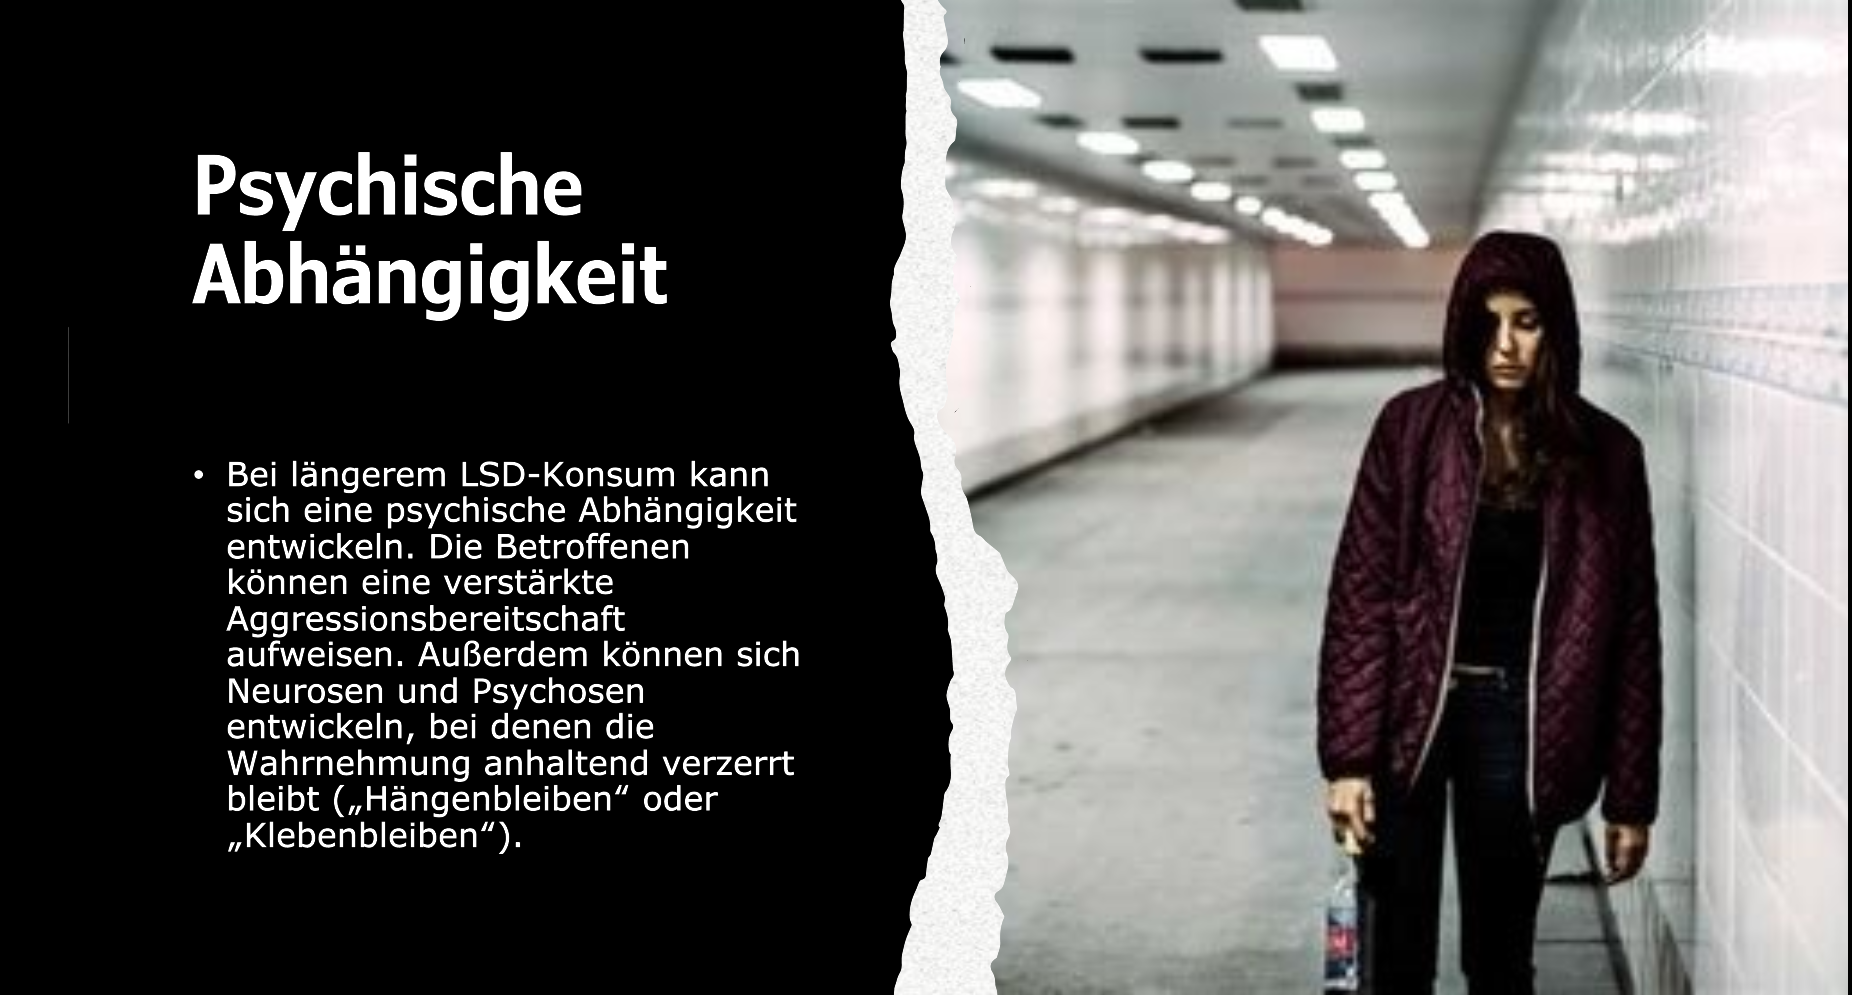 Psychische
Abhängigkeit
• Bei längerem LSD-Konsum kann
sich eine psychische Abhängigkeit
entwickeln. Die Betroffenen
können eine verstärkte
Aggressionsbereitschaft
aufweisen. Außerdem können sich
Neurosen und Psychosen
entwickeln, bei denen die
Wahrnehmung anhaltend verzerrt
bleibt („Hängenbleiben“ oder
„Klebenbleiben“).